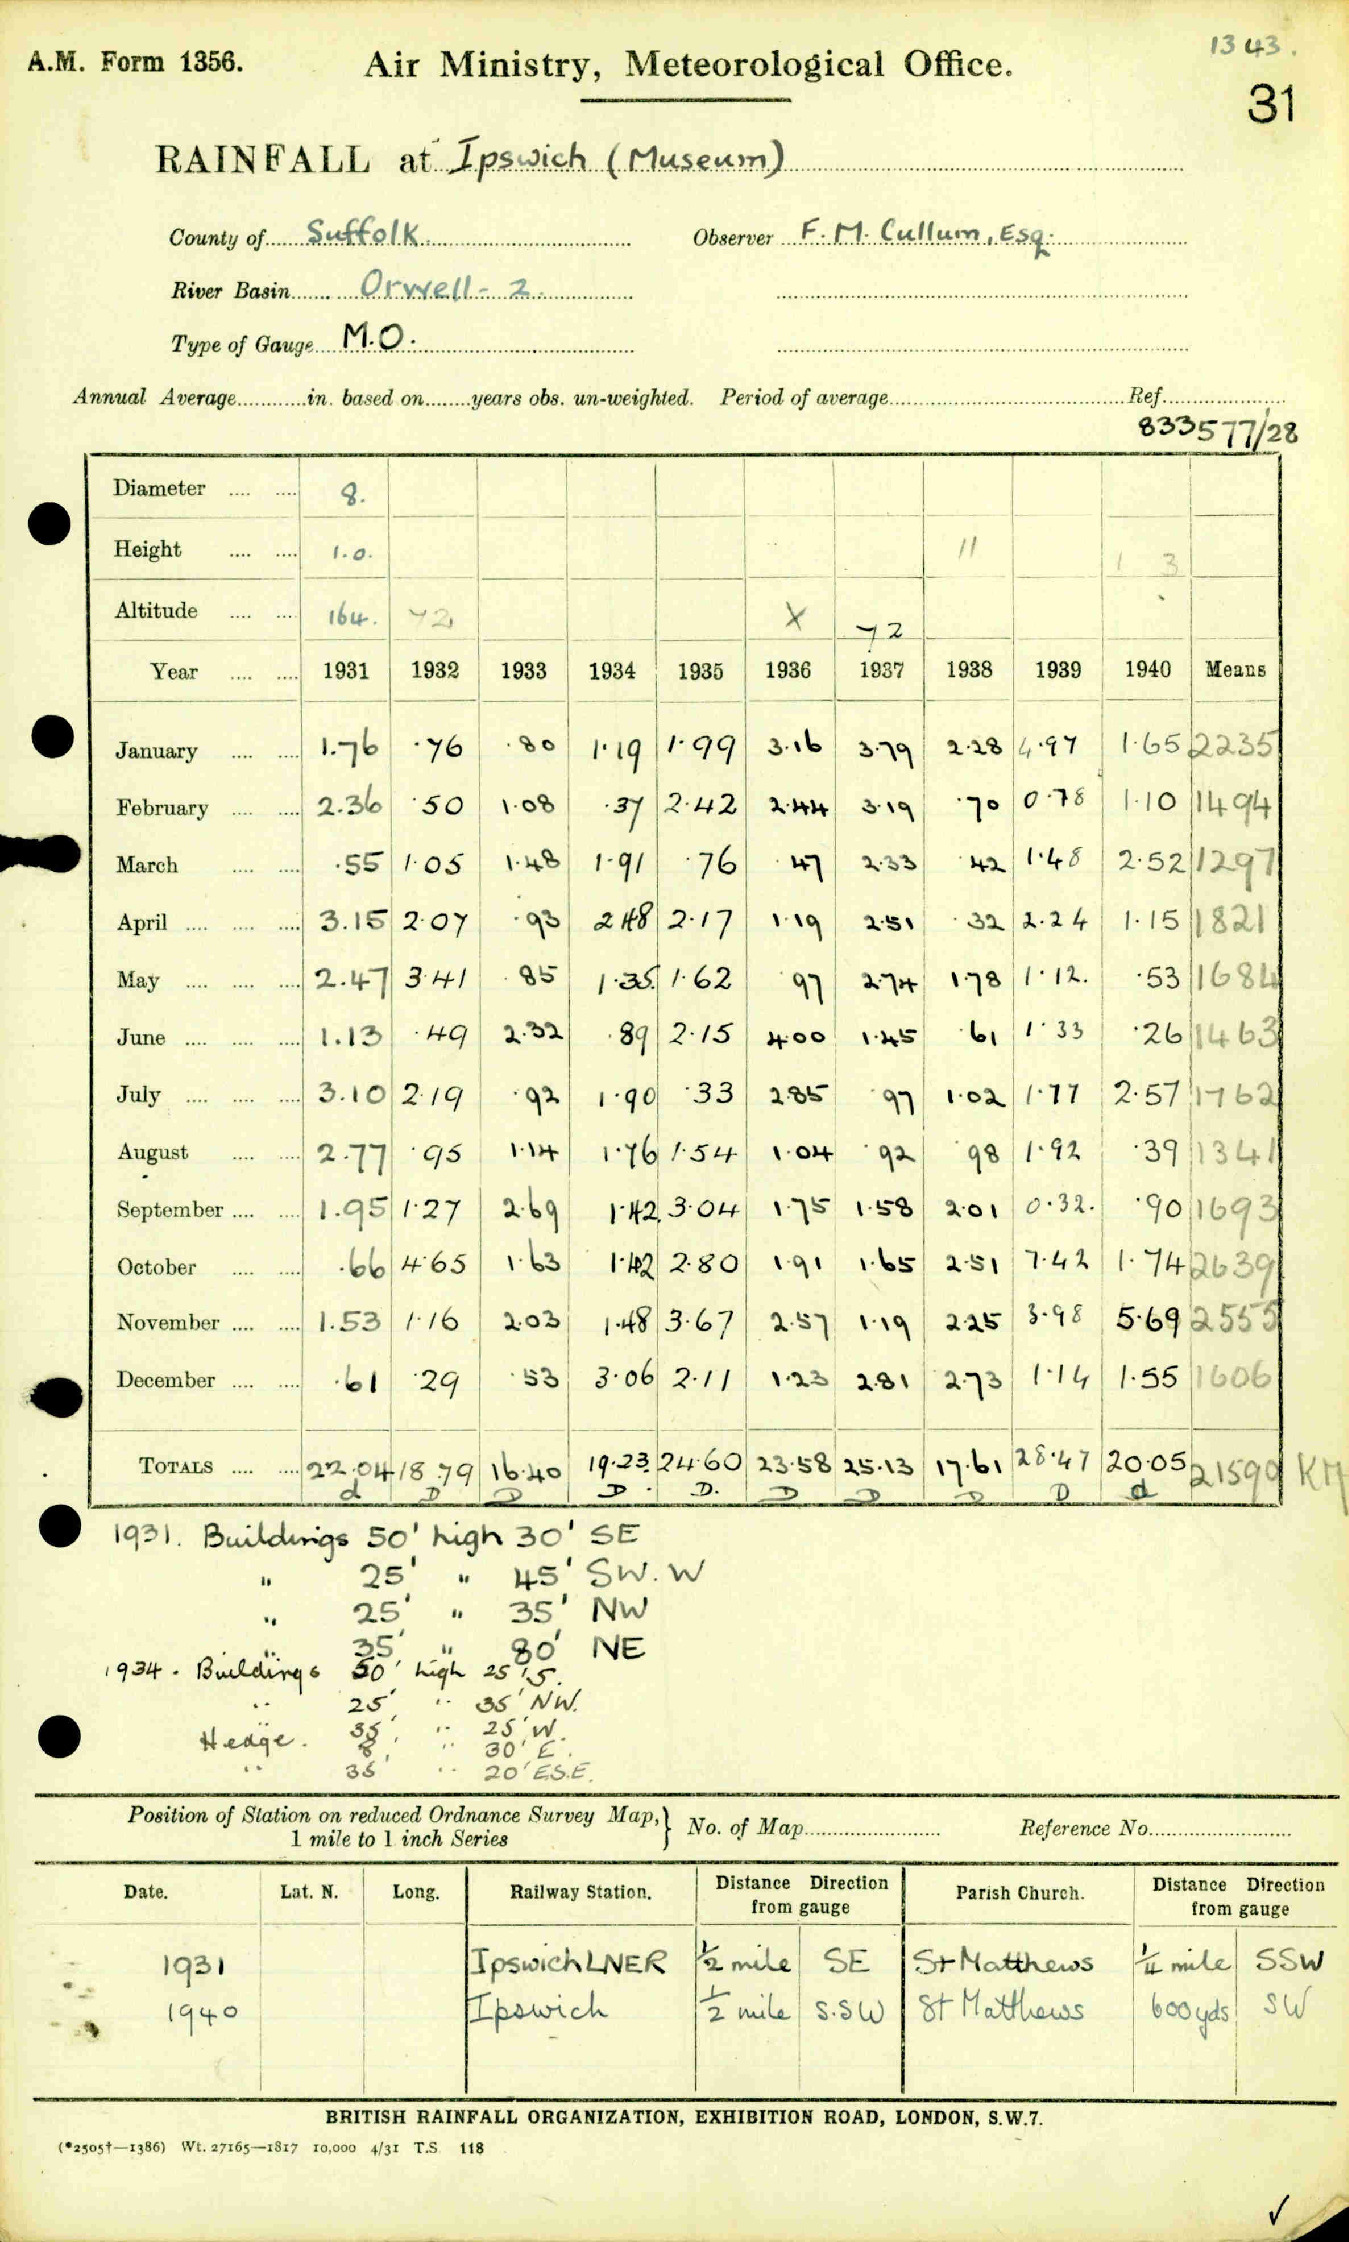 1343.
A.M. Form 1356. Air Ministry, Meteorological Office.
31
RAINFALL at Ipswich (Museum)
County of Suffolk Observer F. M. Cullum, Esq.
River Basin Orwell - 2.
Type of Gauge M.O.
Annual Average in. based on years obs. un-weighted. Period of average Ref.
833577/28
Diameter 8.
Height 1.0. 11 1 3
Altitude 164. 72 X 72
Year 1931 1932 1933 1934 1935 1936 1937 1938 1939 1940 Means
January 1.76 .76 .80 1.19 1.99 3.16 3.79 2.28 4.97 1.65 2235
February 2.36 .50 1.08 .37 2.42 2.44 3.19 .70 0.78 1.10 1494
March .55 1.05 1.48 1.91 .76 .47 2.33 .42 1.48 2.52 1297
April 3.15 2.07 .93 2.48 2.17 1.19 2.51 .32 2.24 1.15 1821
May 2.47 3.41 .85 1.35 1.62 .97 2.74 1.78 1.12. .53 1684
June 1.13 .49 2.32 .89 2.15 4.00 1.45 .61 1.33 .26 1463
July 3.10 2.19 .92 1.90 .33 2.85 .97 1.02 1.77 2.57 1762
August 2.77 .95 1.14 1.76 1.54 1.04 .92 .98 1.92 .39 1341
September 1.95 1.27 2.69 1.42 3.04 1.75 1.58 2.01 0.32. .90 1693
October .66 4.65 1.63 1.42 2.80 1.91 1.65 2.51 7.42 1.74 2639
November 1.53 1.16 2.03 1.48 3.67 2.57 1.19 2.25 3.98 5.69 2555
December .61 .29 .53 3.06 2.11 1.23 2.81 2.73 1.14 1.55 1606
TOTALS 22.04 18.79 16.40 19.23. 24.60 23.58 25.13 17.61 28.47 20.05 21590 KM
d D D D. D. D D D D d
1931. Buildings 50' high 30' SE
" 25' " 45' SW. W
" 25' " 35' NW
" 35' " 80' NE
1934. Buildings 50' high 25' S.
" 25' " 35' NW.
35' " 25' W.
Hedge. 8' " 30' E.
" 35' " 20' E.S.E.
Position of Station on reduced Ordnance Survey Map, } No. of Map Reference No.
1 mile to 1 inch Series
Date. Lat. N. Long. Railway Station. Distance Direction from gauge Parish Church. Distance Direction from gauge
1931 Ipswich LNER 1/2 mile SE St Matthews 1/4 mile SSW
1940 Ipswich 1/2 mile S.SW St Matthews 600 yds SW
BRITISH RAINFALL ORGANIZATION, EXHIBITION ROAD, LONDON, S.W.7.
(*2505†—1386) Wt. 27165—1817 10,000 4/31 T.S. 118
✓